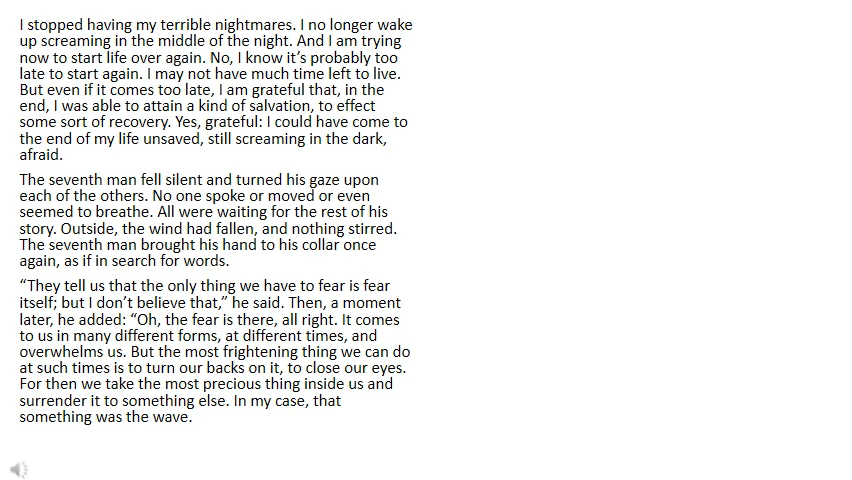 I stopped having my terrible nightmares. I no longer wake
up screaming in the middle of the night. And I am trying
now to start life over again. No, I know it’s probably too
late to start again. I may not have much time left to live.
But even if it comes too late, I am grateful that, in the
end, I was able to attain a kind of salvation, to effect
some sort of recovery. Yes, grateful: I could have come to
the end of my life unsaved, still screaming in the dark,
afraid.
The seventh man fell silent and turned his gaze upon
each of the others. No one spoke or moved or even
seemed to breathe. All were waiting for the rest of his
story. Outside, the wind had fallen, and nothing stirred.
The seventh man brought his hand to his collar once
again, as if in search for words.
“They tell us that the only thing we have to fear is fear
itself; but I don’t believe that,” he said. Then, a moment
later, he added: “Oh, the fear is there, all right. It comes
to us in many different forms, at different times, and
overwhelms us. But the most frightening thing we can do
at such times is to turn our backs on it, to close our eyes.
For then we take the most precious thing inside us and
surrender it to something else. In my case, that
something was the wave.